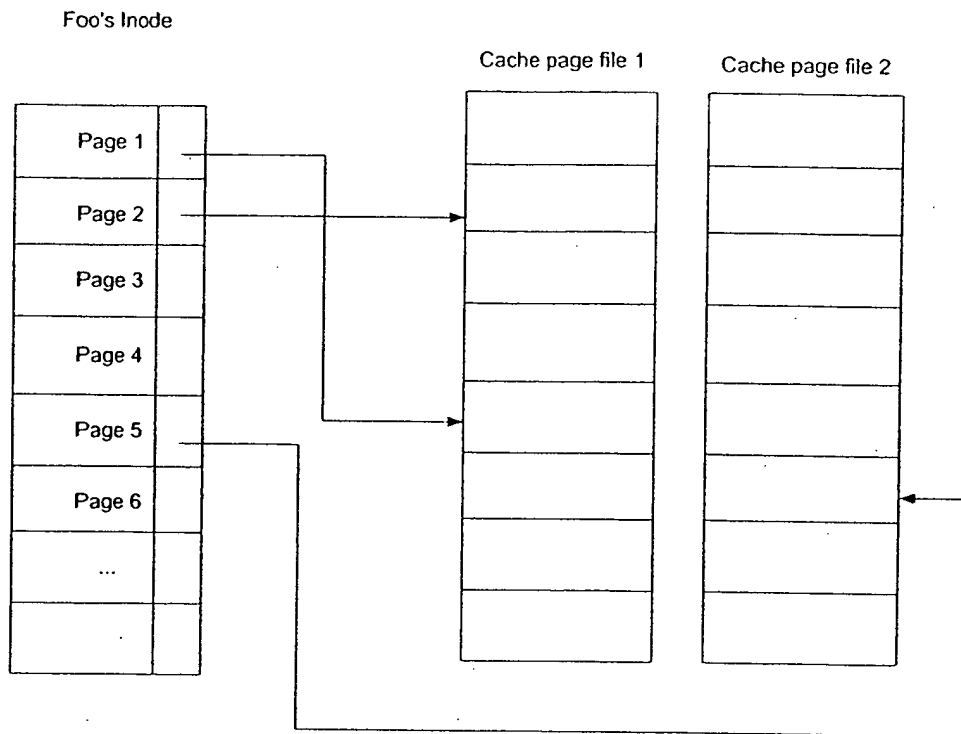 Foo's Inode
Cache page file 1
Cache page file 2
Page 1
Page 2
Page 3
Page 4
Page 5
Page 6
...